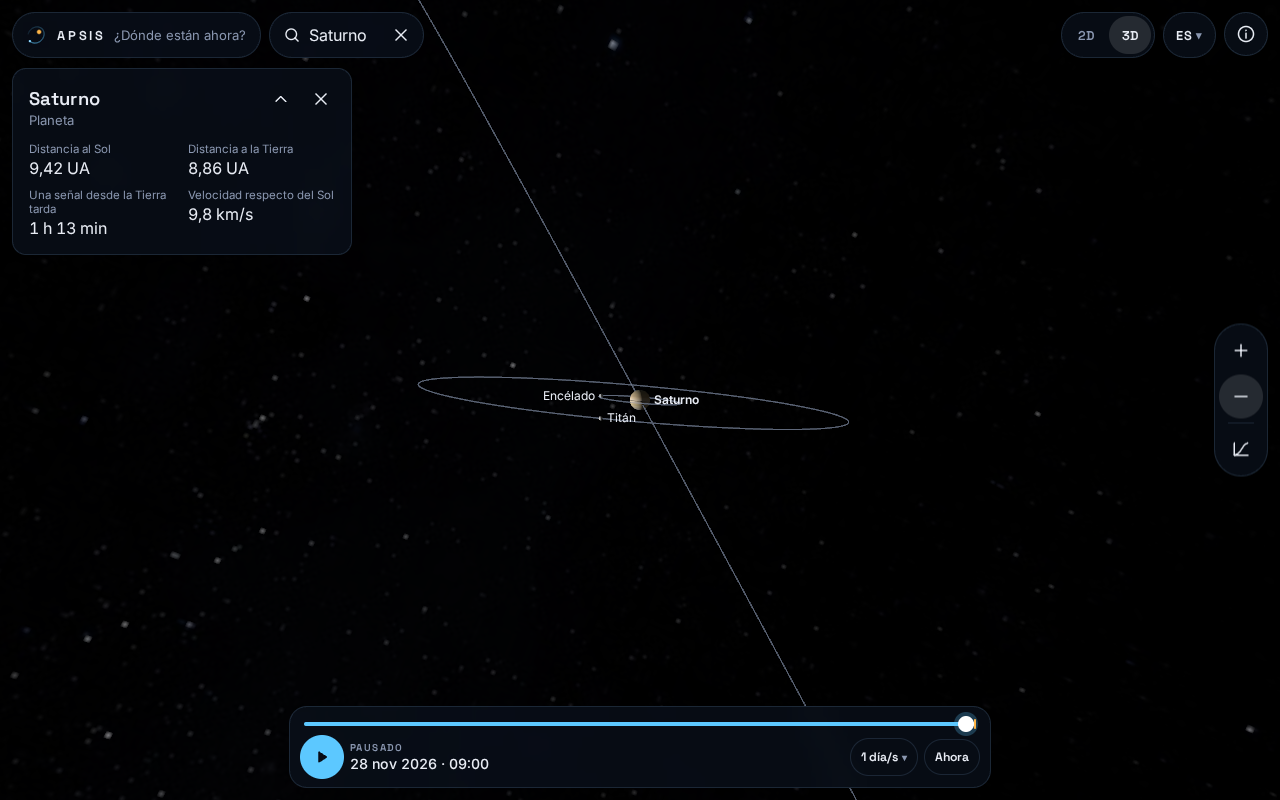 APSIS ¿Dónde están ahora?
Saturno
2D
3D
ES
Saturno
Planeta
Distancia al Sol
9,42 UA
Distancia a la Tierra
8,86 UA
Una señal desde la Tierra
tarda
1 h 13 min
Velocidad respecto del Sol
9,8 km/s
Encélado
Saturno
Titán
PAUSADO
28 nov 2026 · 09:00
1 día/s
Ahora